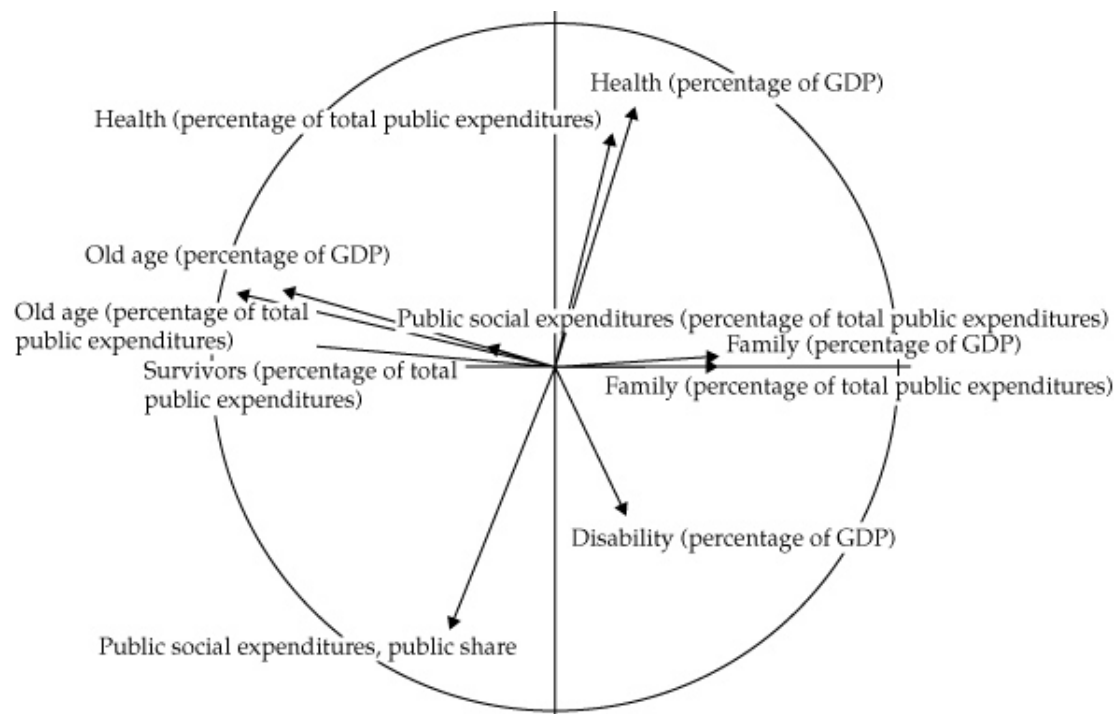 Health (percentage of GDP)
Health (percentage of total public expenditures)
Old age (percentage of GDP)
Old age (percentage of total
public expenditures)
Public social expenditures (percentage of total public expenditures)
Family (percentage of GDP)
Survivors (percentage of total
public expenditures)
Family (percentage of total public expenditures)
Disability (percentage of GDP)
Public social expenditures, public share